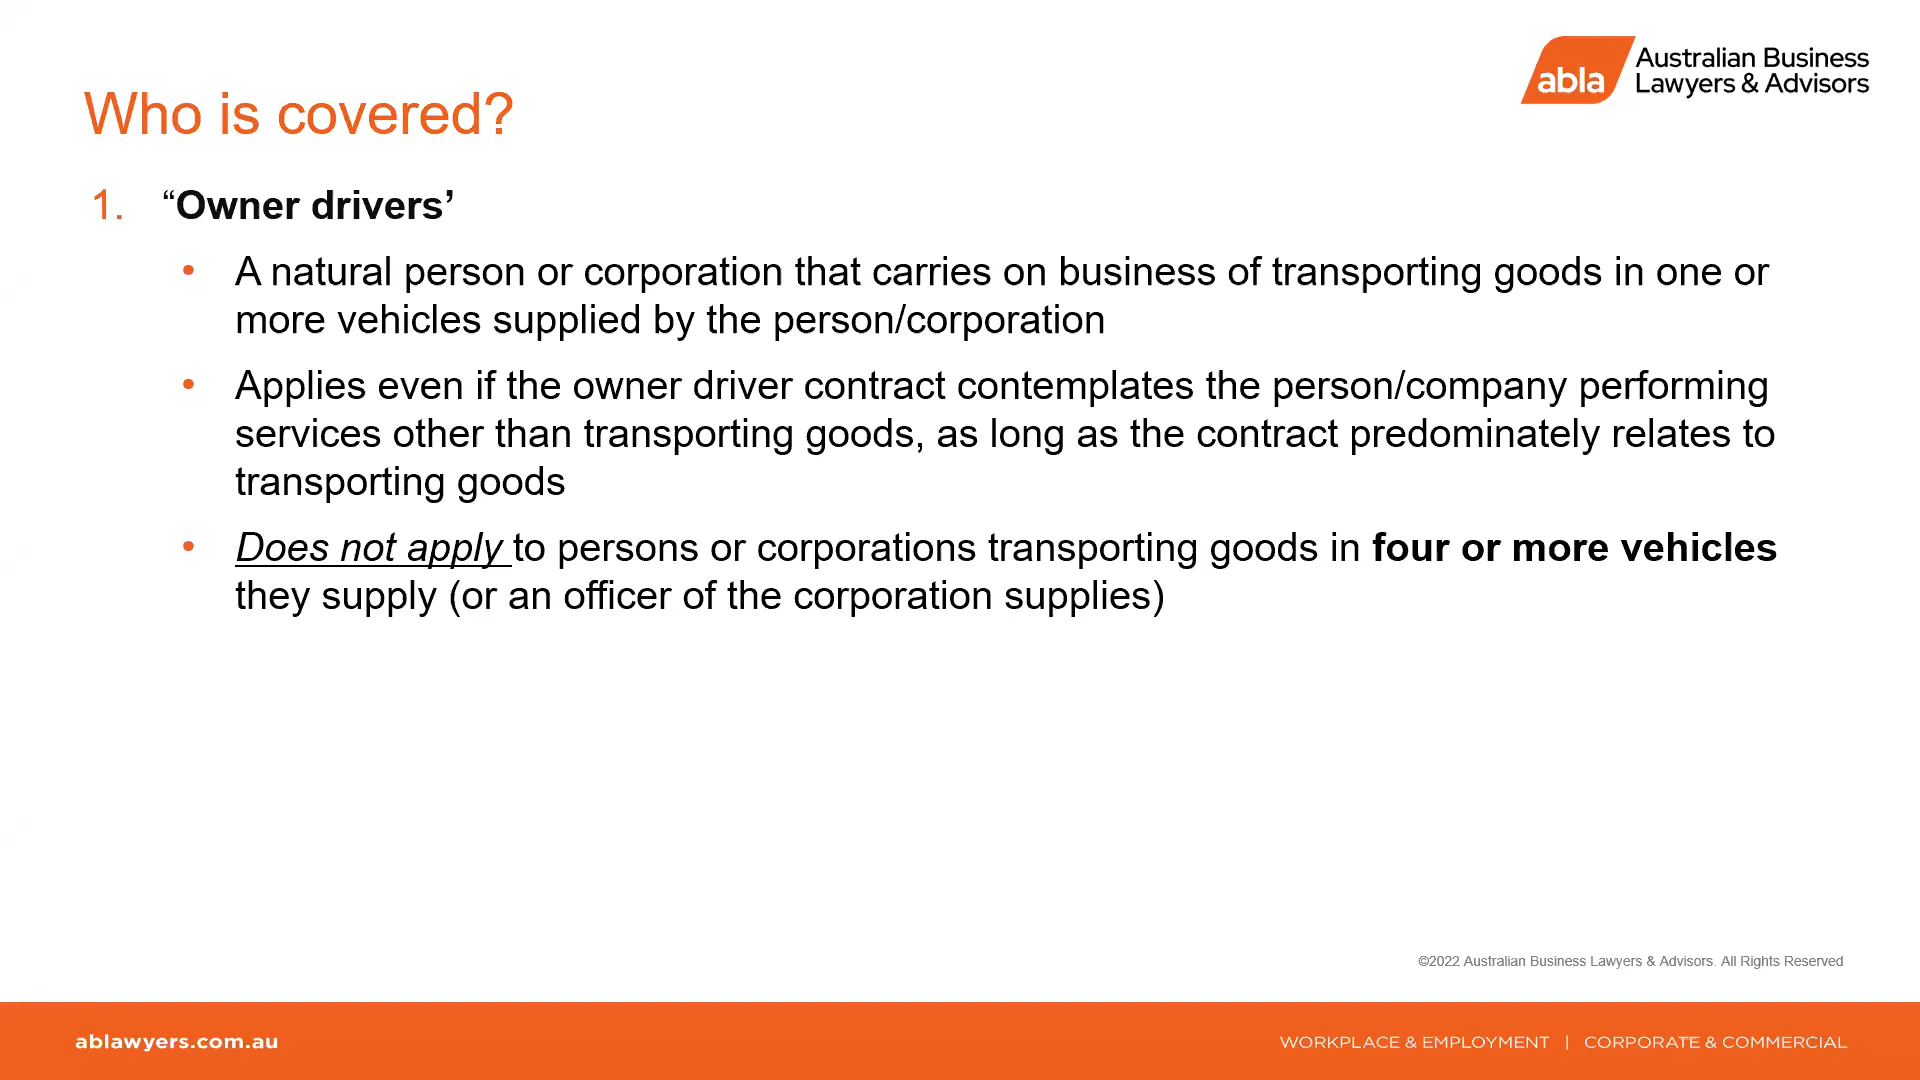 abla Australian Business
Lawyers & Advisors
Who is covered?
1. “Owner drivers’
• A natural person or corporation that carries on business of transporting goods in one or
more vehicles supplied by the person/corporation
• Applies even if the owner driver contract contemplates the person/company performing
services other than transporting goods, as long as the contract predominately relates to
transporting goods
• Does not apply to persons or corporations transporting goods in four or more vehicles
they supply (or an officer of the corporation supplies)
©2022 Australian Business Lawyers & Advisors. All Rights Reserved
ablawyers.com.au
WORKPLACE & EMPLOYMENT | CORPORATE & COMMERCIAL